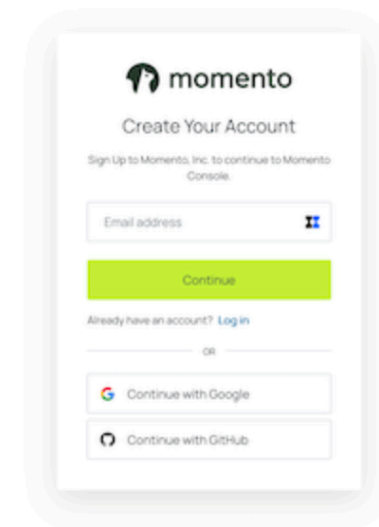 momento
Create Your Account
Sign Up to Momento, Inc. to continue to Momento
Console.
Email address
Continue
Already have an account? Log in
OR
Continue with Google
Continue with GitHub